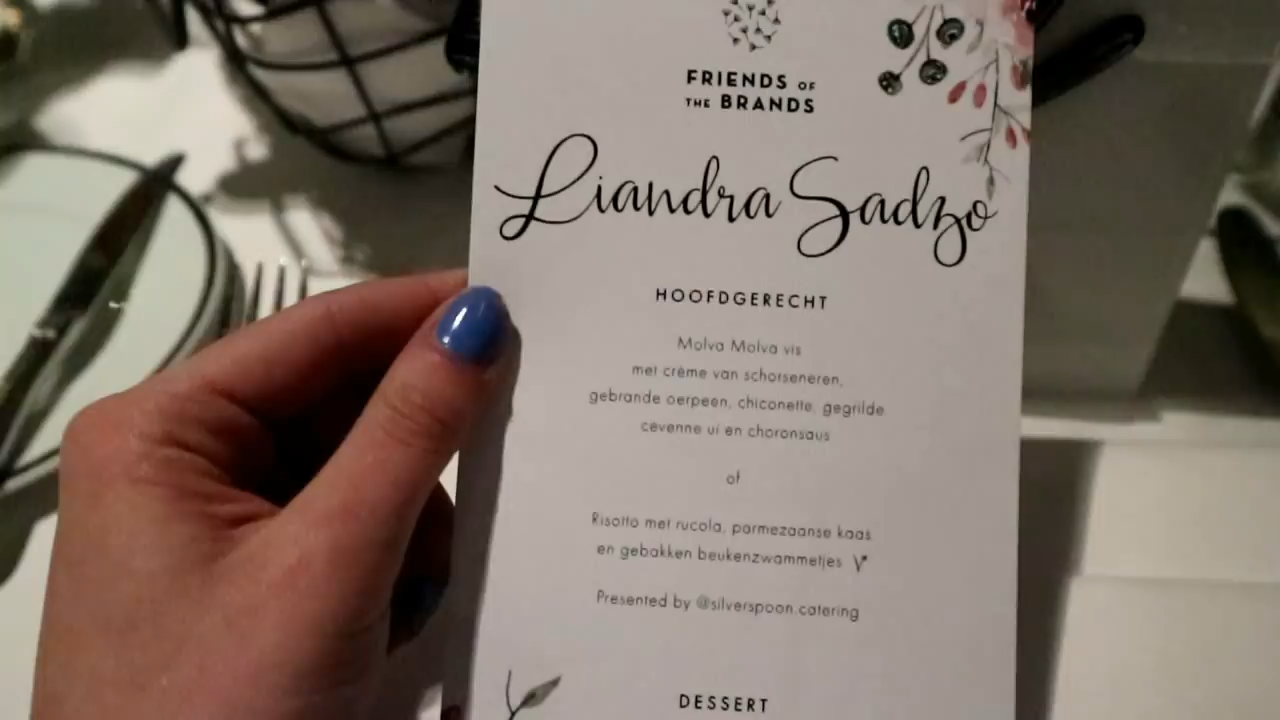 FRIENDS OF
THE BRANDS
Liandra Sadzo
HOOFDGERECHT
Molva Molva vis
met crème van schorseneren,
gebrande oerpeen, chiconette, gegrilde
cevenne ui en choronsaus
of
Risotto met rucola, parmezaanse kaas
en gebakken beukenzwammetjes V
Presented by @silverspoon.catering
DESSERT